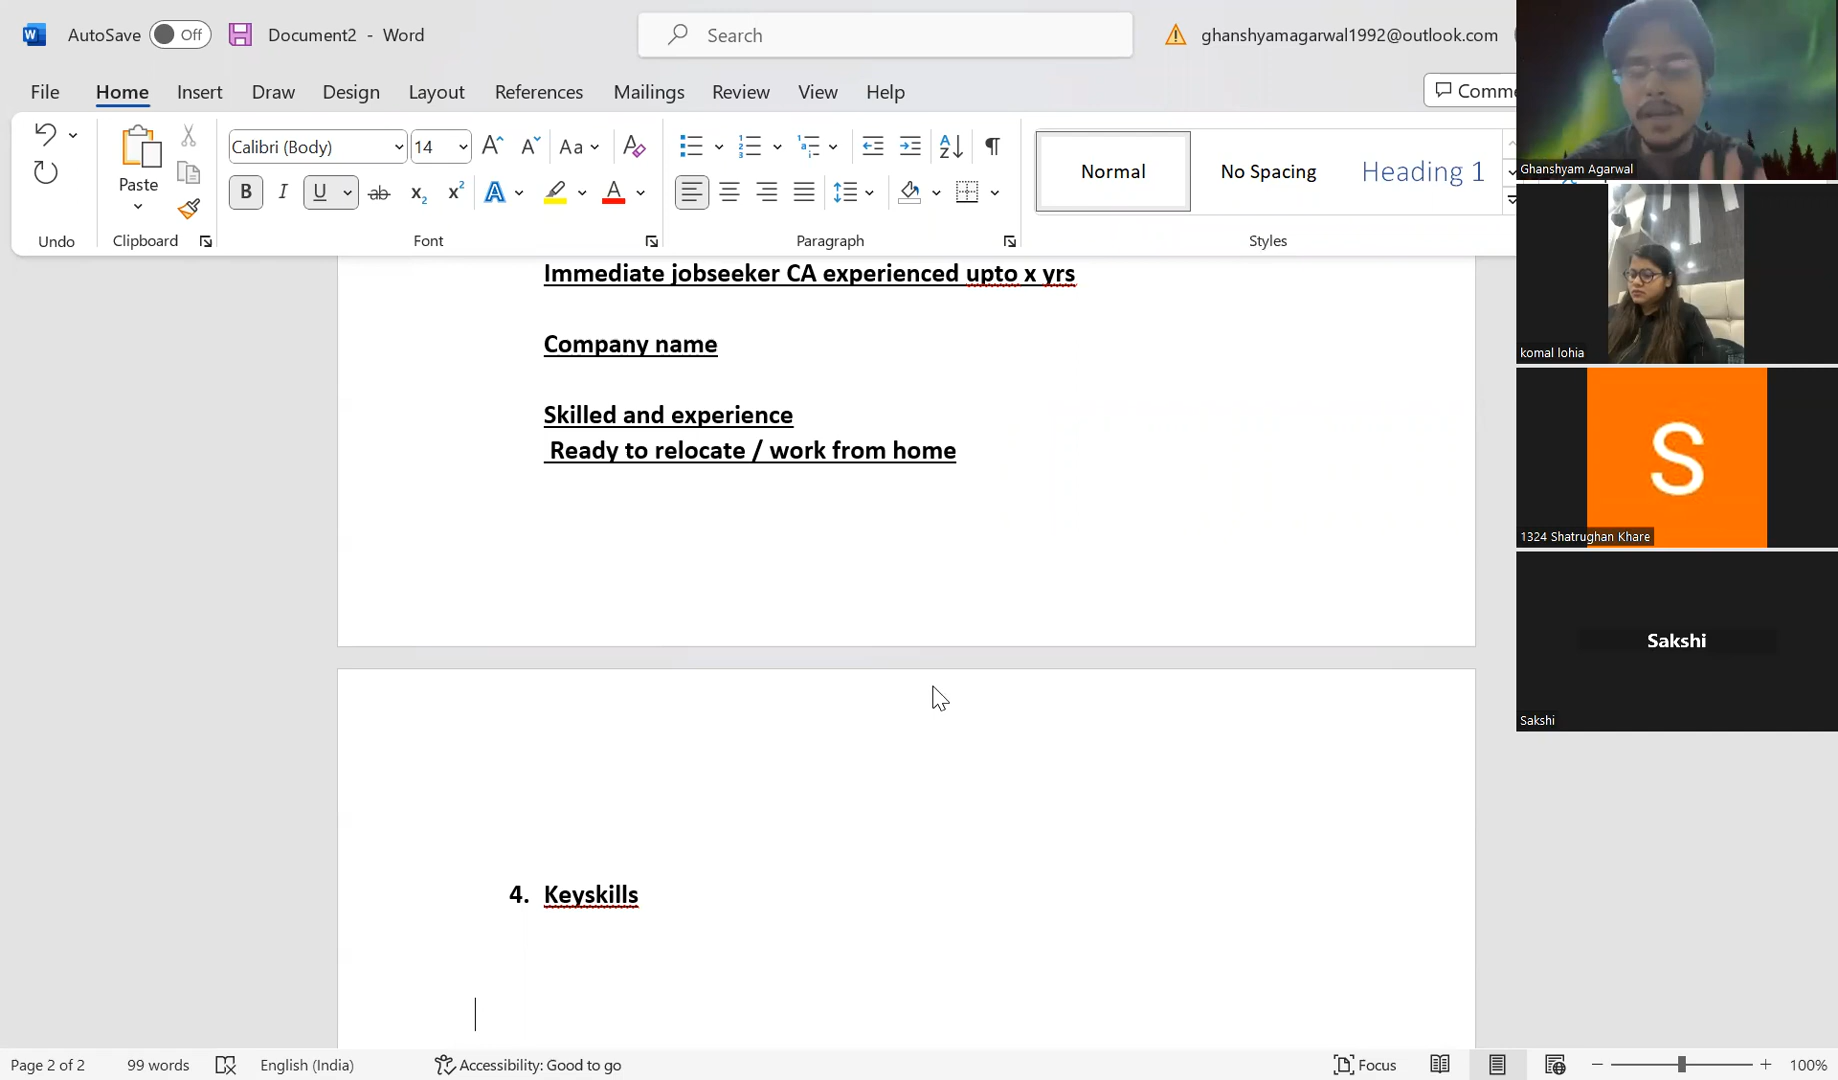 AutoSave Off Document2 - Word Search ghanshyamagarwal1992@outlook.com
File Home Insert Draw Design Layout References Mailings Review View Help Comme
Calibri (Body) 14
Normal No Spacing Heading 1
Paste
Undo Clipboard Font Paragraph Styles
Immediate jobseeker CA experienced upto x yrs
Company name
Skilled and experience
Ready to relocate / work from home
4. Keyskills
Ghanshyam Agarwal
komal lohia
S
1324 Shatrughan Khare
Sakshi
Sakshi
Page 2 of 2 99 words English (India) Accessibility: Good to go Focus 100%